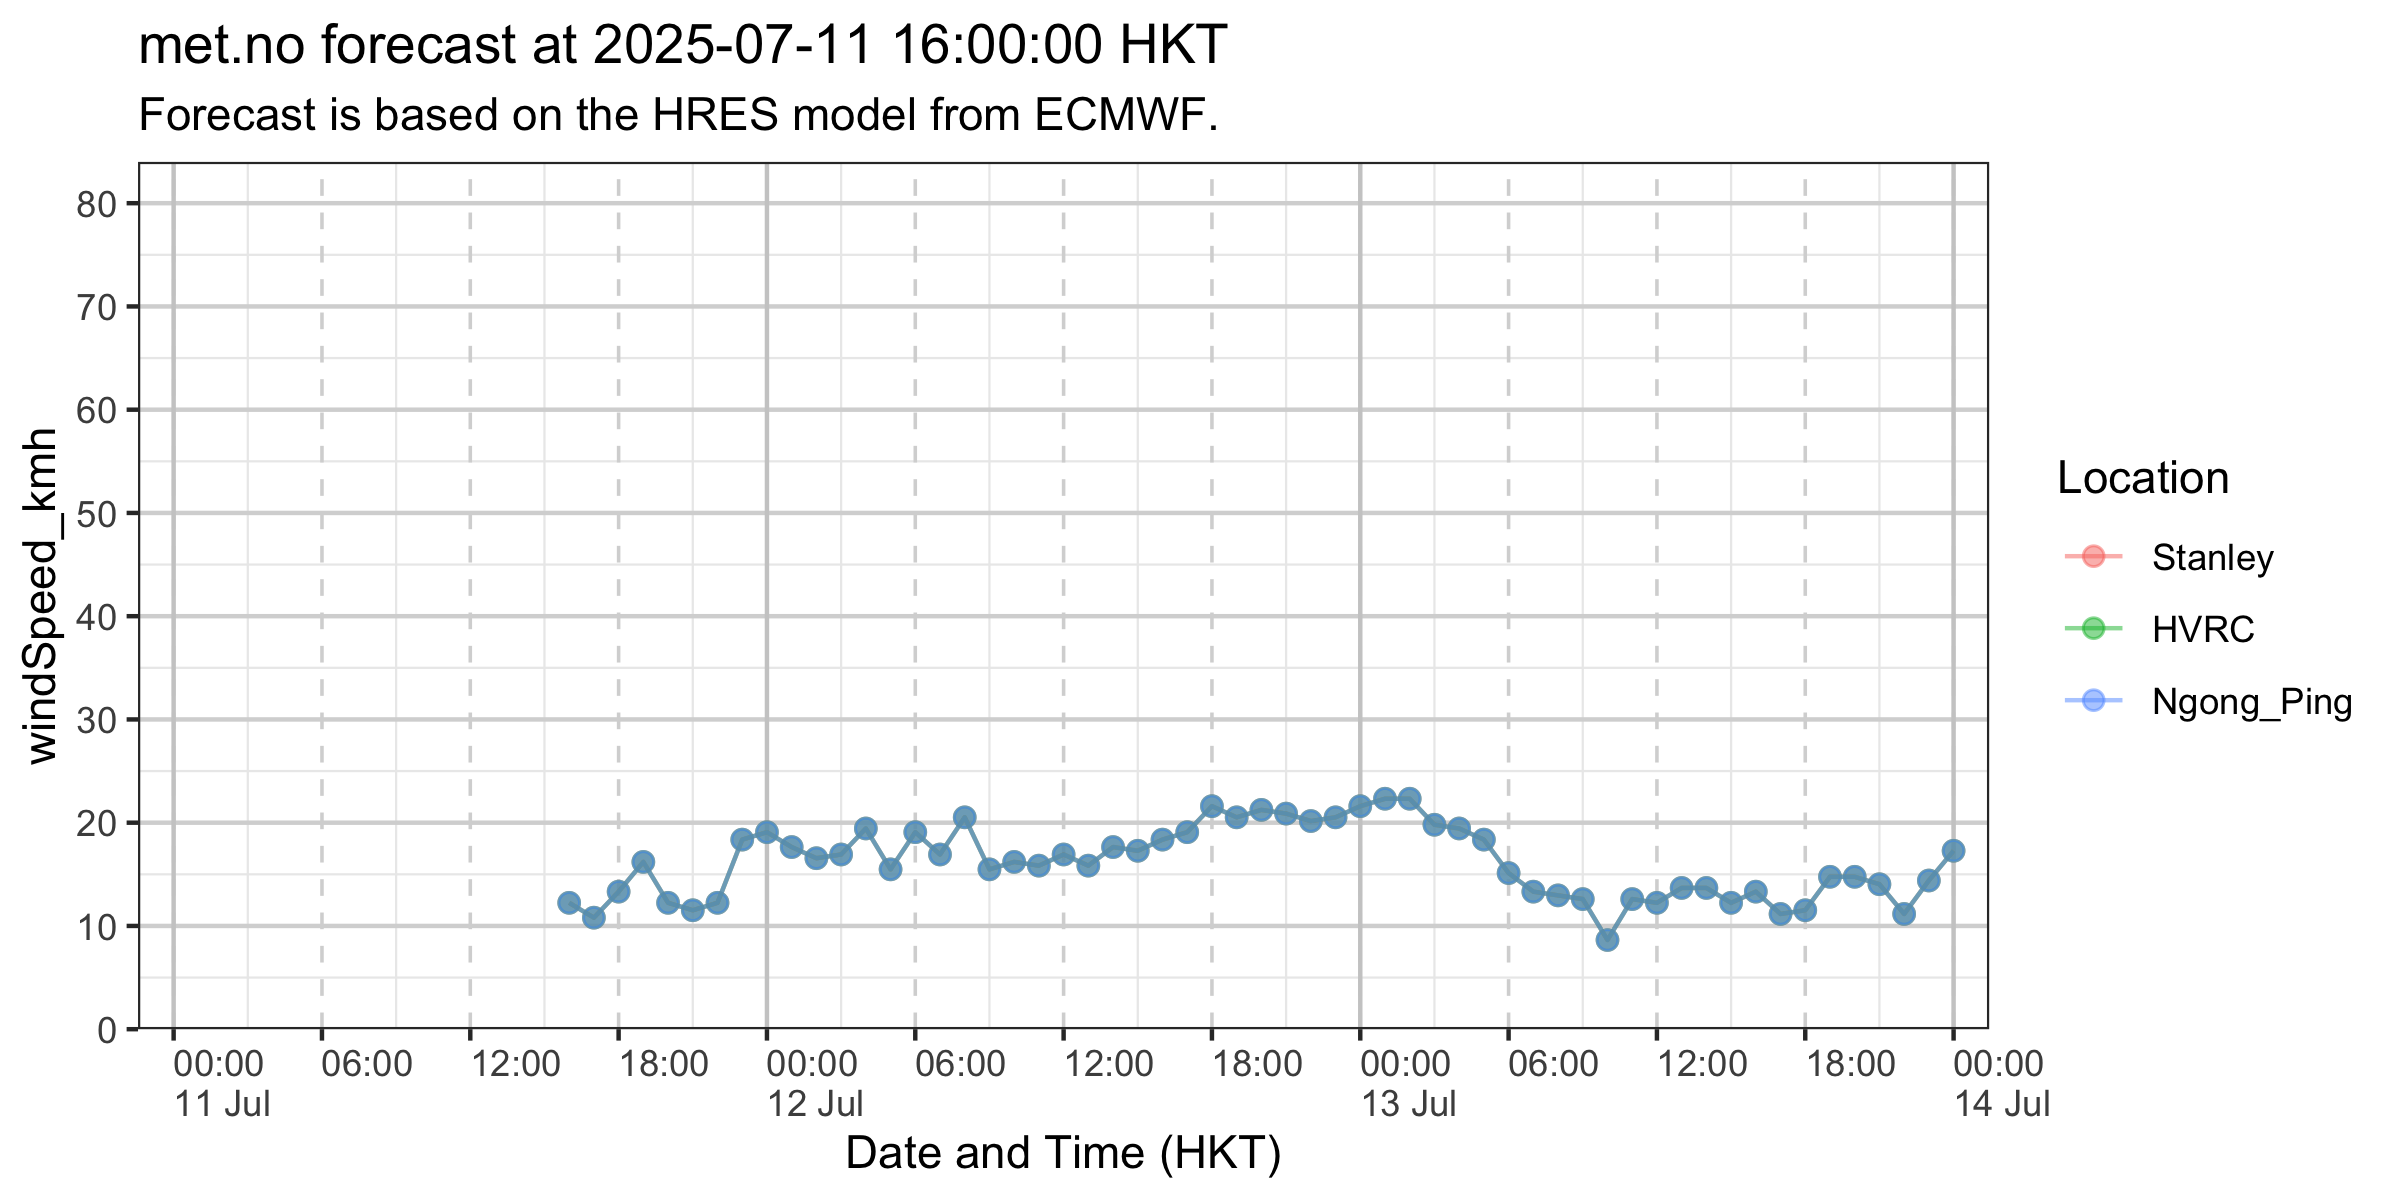 met.no forecast at 2025-07-11 16:00:00 HKT
Forecast is based on the HRES model from ECMWF.
windSpeed_kmh
80
70
60
50
40
30
20
10
0
00:00 06:00 12:00 18:00 00:00 06:00 12:00 18:00 00:00 06:00 12:00 18:00 00:00
11 Jul 12 Jul 13 Jul 14 Jul
Date and Time (HKT)
Location
Stanley
HVRC
Ngong_Ping